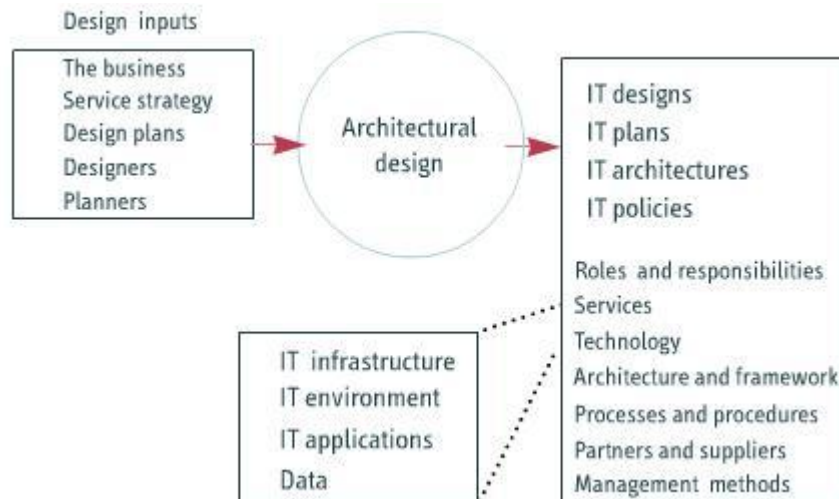 Design inputs
The business
Service strategy
Design plans
Designers
Planners
Architectural
design
IT designs
IT plans
IT architectures
IT policies
Roles and responsibilities
Services
Technology
Architecture and framework
Processes and procedures
Partners and suppliers
Management methods
IT infrastructure
IT environment
IT applications
Data